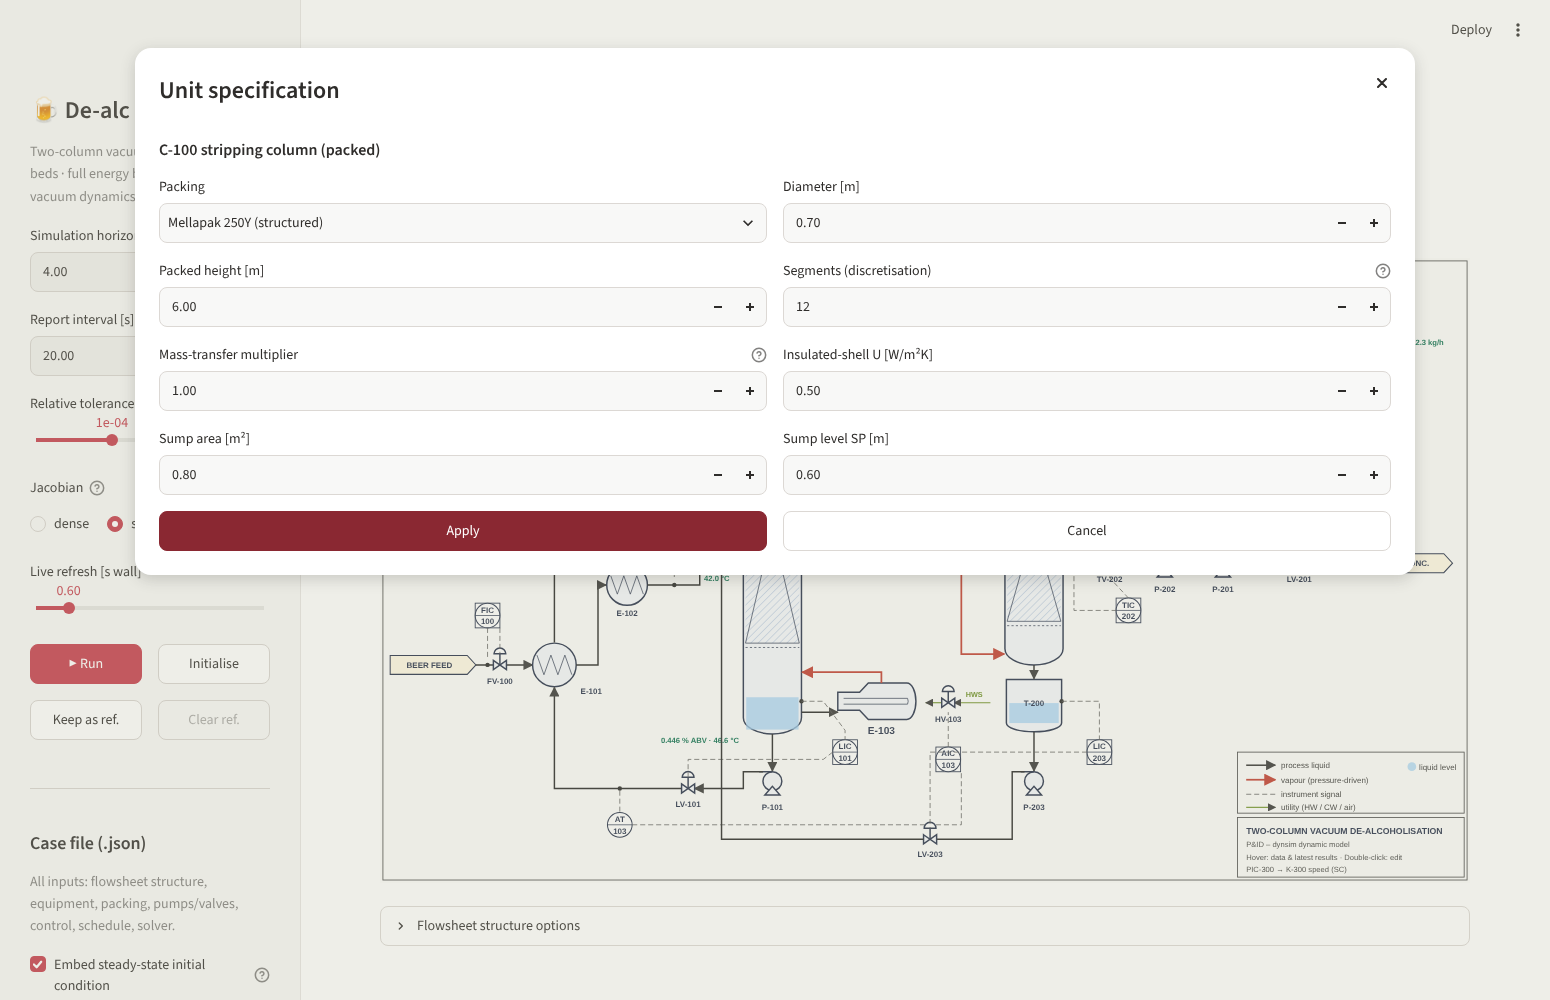 Deploy
De-alc
Two-column vacuu
beds · full energy b
vacuum dynamics
Simulation horizo
4.00
Report interval [s]
20.00
Relative tolerance
1e-04
Jacobian
dense
Live refresh [s wall]
0.60
Run
Initialise
Keep as ref.
Clear ref.
Case file (.json)
All inputs: flowsheet structure,
equipment, packing, pumps/valves,
control, schedule, solver.
Embed steady-state initial
condition
Unit specification
C-100 stripping column (packed)
Packing
Mellapak 250Y (structured)
Diameter [m]
0.70
Packed height [m]
6.00
Segments (discretisation)
12
Mass-transfer multiplier
1.00
Insulated-shell U [W/m²K]
0.50
Sump area [m²]
0.80
Sump level SP [m]
0.60
Apply
Cancel
2.3 kg/h
NC.
42.0 °C
E-102
FIC
100
BEER FEED
FV-100
E-101
TV-202
P-202
P-201
LV-201
TIC
202
E-103
HWS
HV-103
T-200
0.446 % ABV · 46.6 °C
LIC
101
AIC
103
LIC
203
LV-101
P-101
P-203
AT
103
LV-203
process liquid
liquid level
vapour (pressure-driven)
instrument signal
utility (HW / CW / air)
TWO-COLUMN VACUUM DE-ALCOHOLISATION
P&ID – dynsim dynamic model
Hover: data & latest results · Double-click: edit
PIC-300 → K-300 speed (SC)
Flowsheet structure options